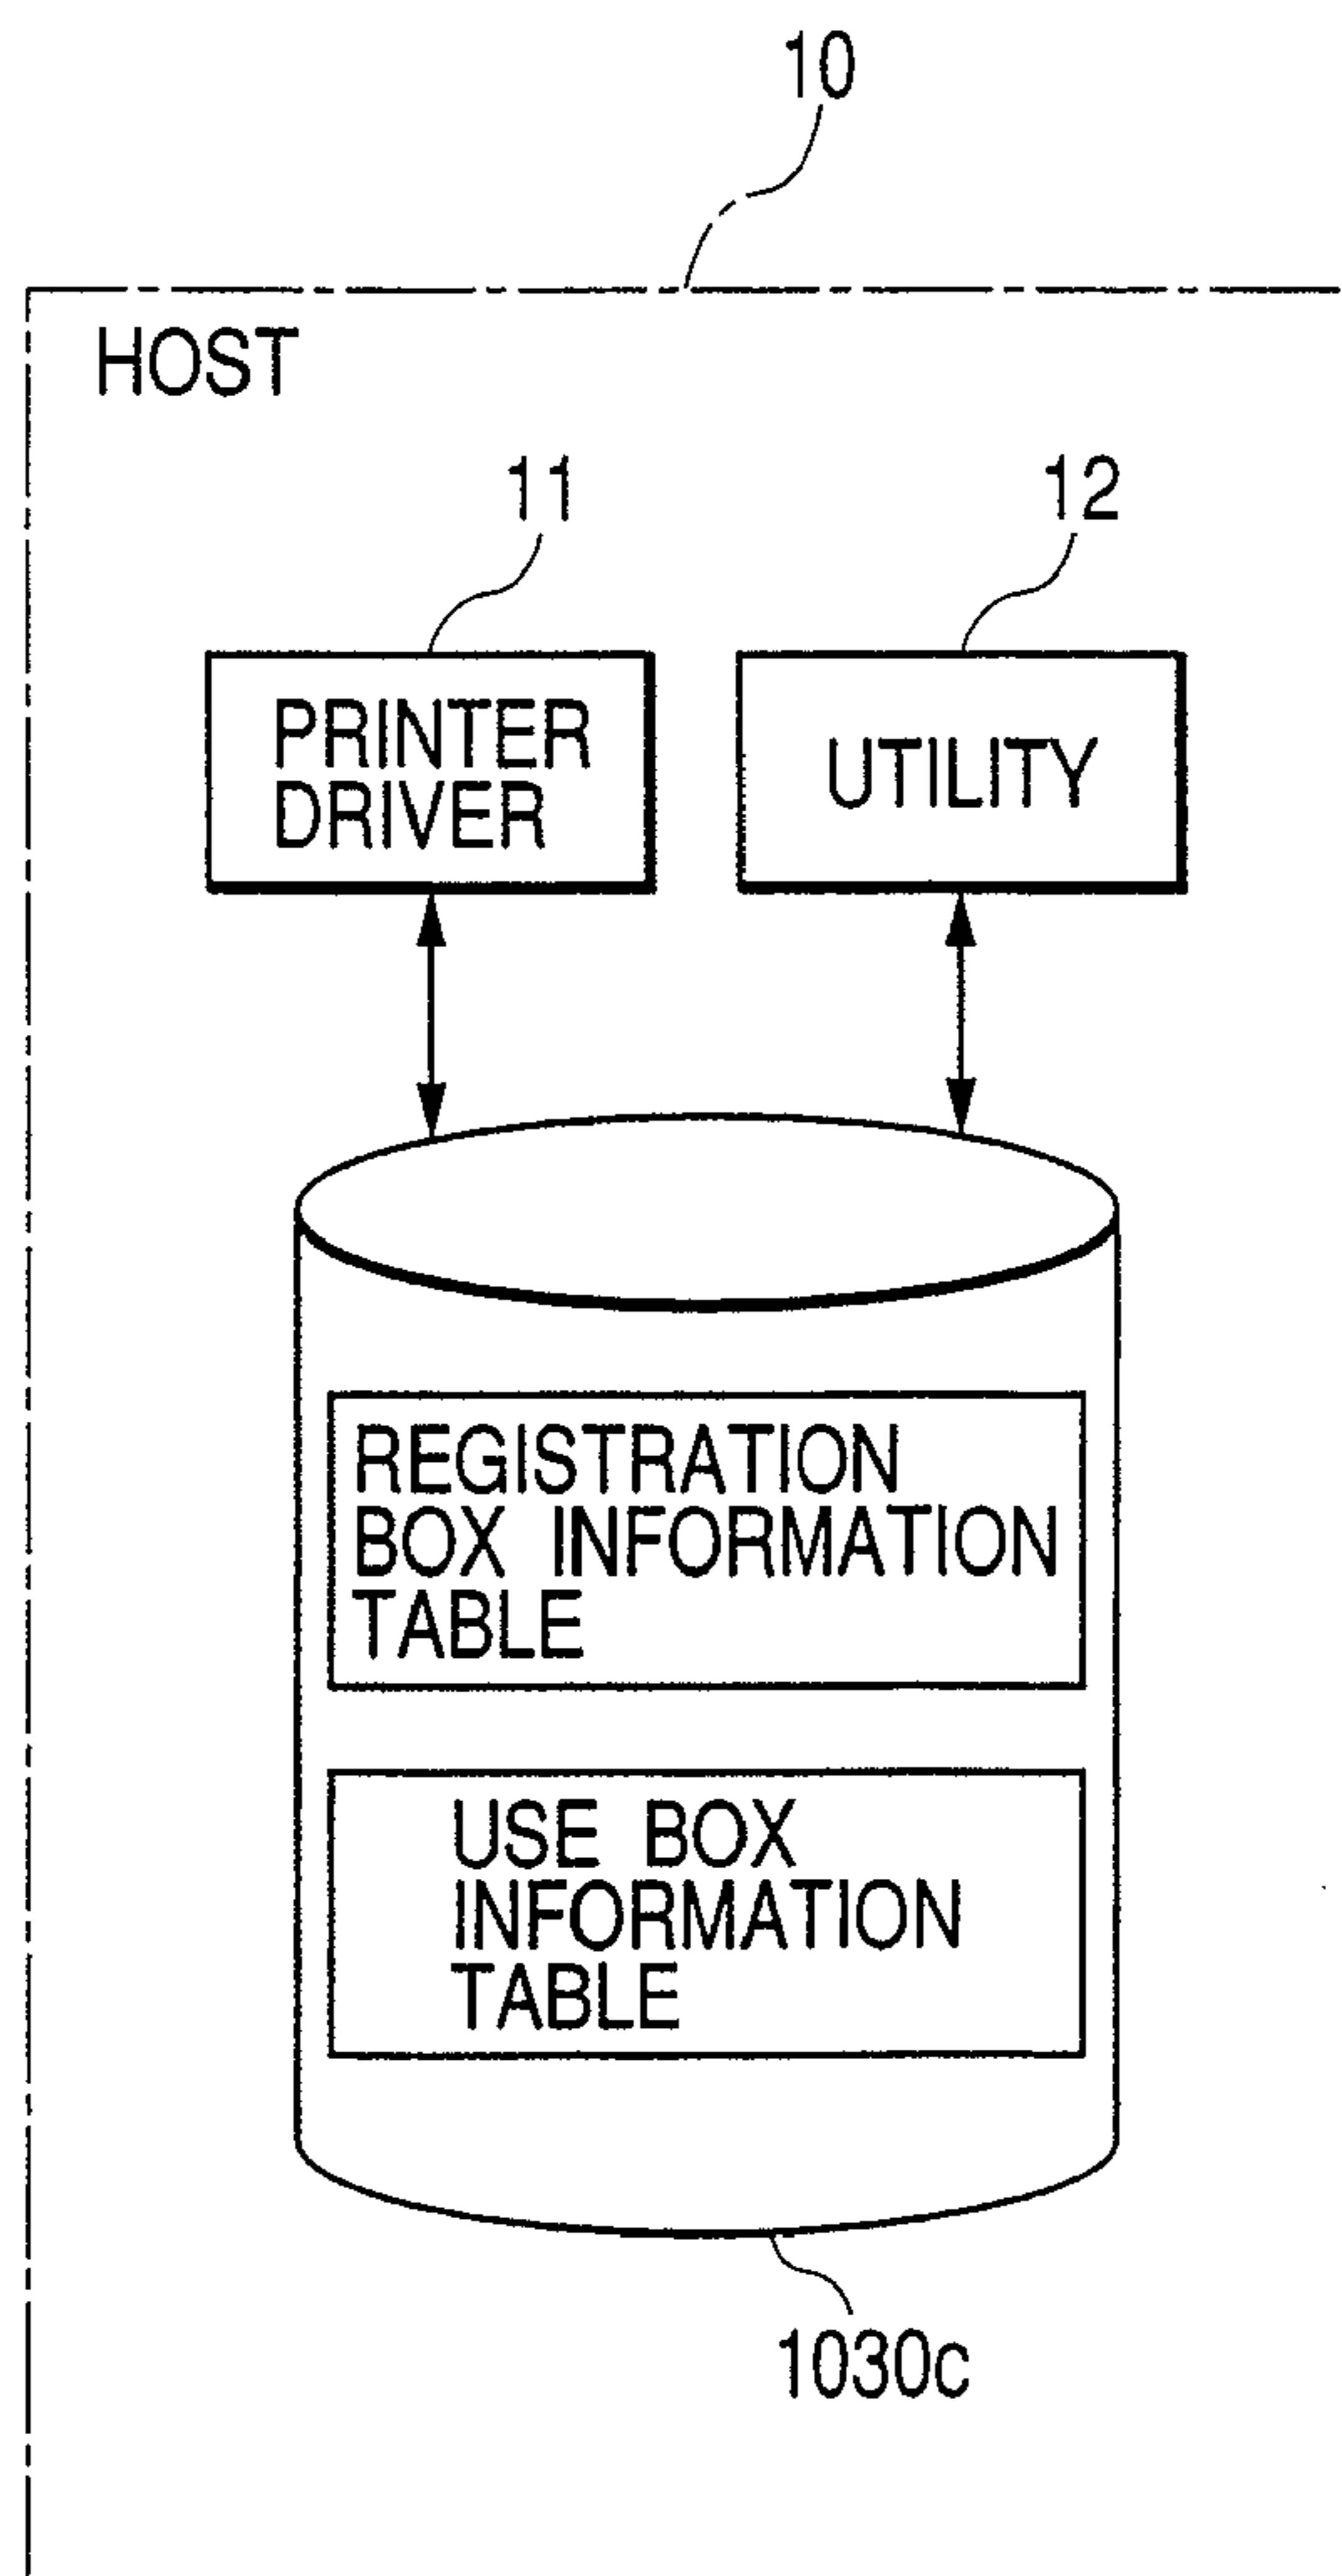 10
HOST
11
12
PRINTER
DRIVER
UTILITY
REGISTRATION
BOX INFORMATION
TABLE
USE BOX
INFORMATION
TABLE
1030c